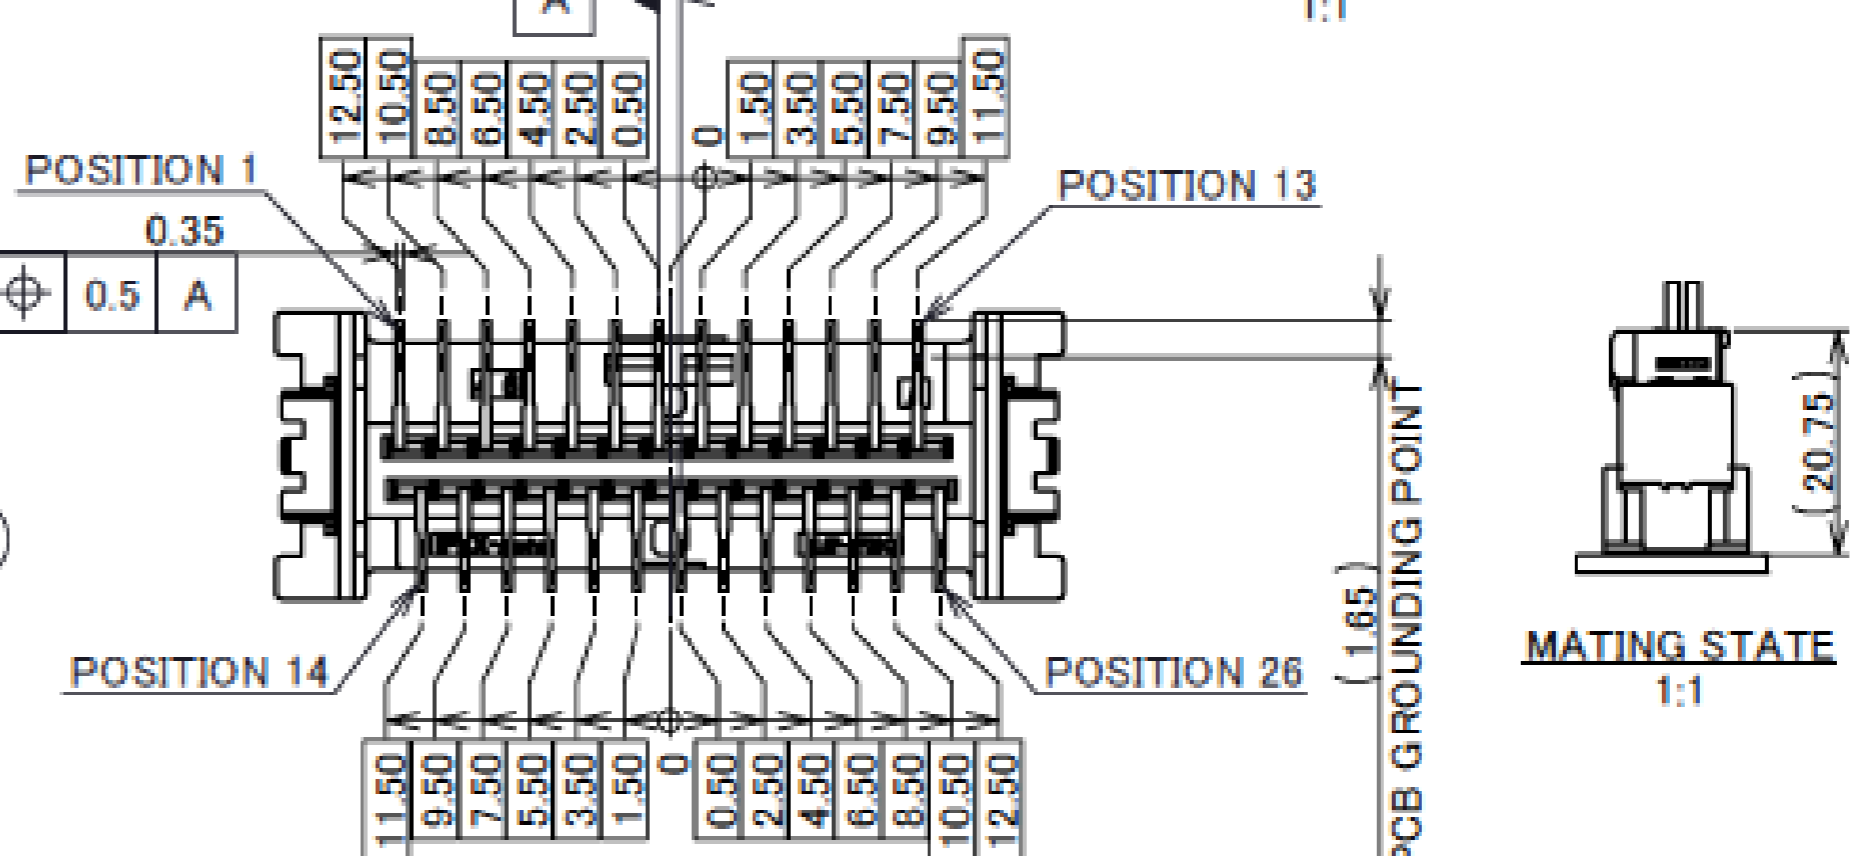 A
1:1
12.50 10.50 8.50 6.50 4.50 2.50 0.50 0 1.50 3.50 5.50 7.50 9.50 11.50
POSITION 1
POSITION 13
0.35
0.5 A
(20.75)
(1.65)
PCB GROUNDING POINT
POSITION 14
POSITION 26
MATING STATE
1:1
11.50 9.50 7.50 5.50 3.50 1.50 0 0.50 2.50 4.50 6.50 8.50 10.50 12.50